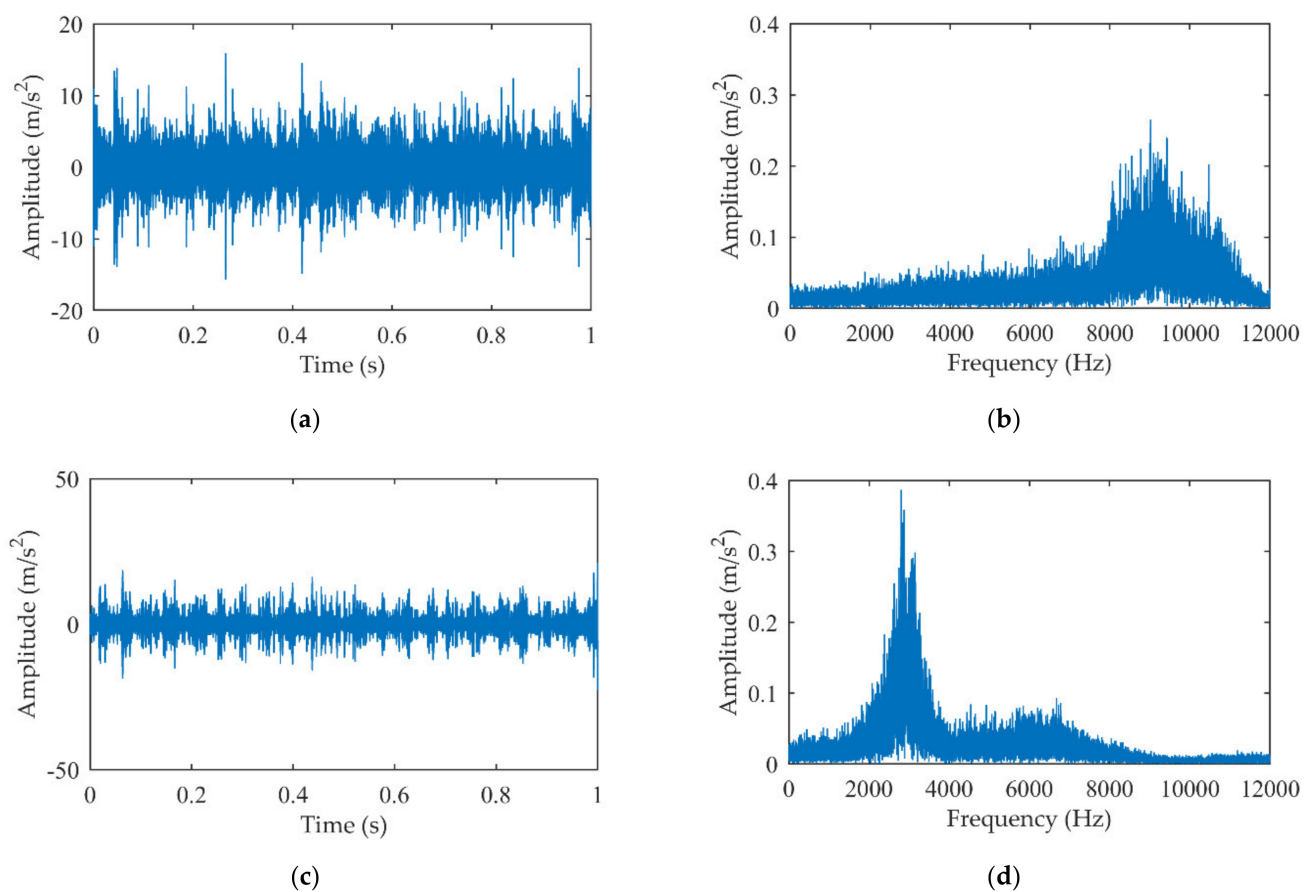 20
10
0
-10
-20
Amplitude (m/s²)
0 0.2 0.4 0.6 0.8 1
Time (s)
(a)
0.4
0.3
0.2
0.1
0
Amplitude (m/s²)
0 2000 4000 6000 8000 10000 12000
Frequency (Hz)
(b)
50
0
-50
Amplitude (m/s²)
0 0.2 0.4 0.6 0.8 1
Time (s)
(c)
0.4
0.3
0.2
0.1
0
Amplitude (m/s²)
0 2000 4000 6000 8000 10000 12000
Frequency (Hz)
(d)